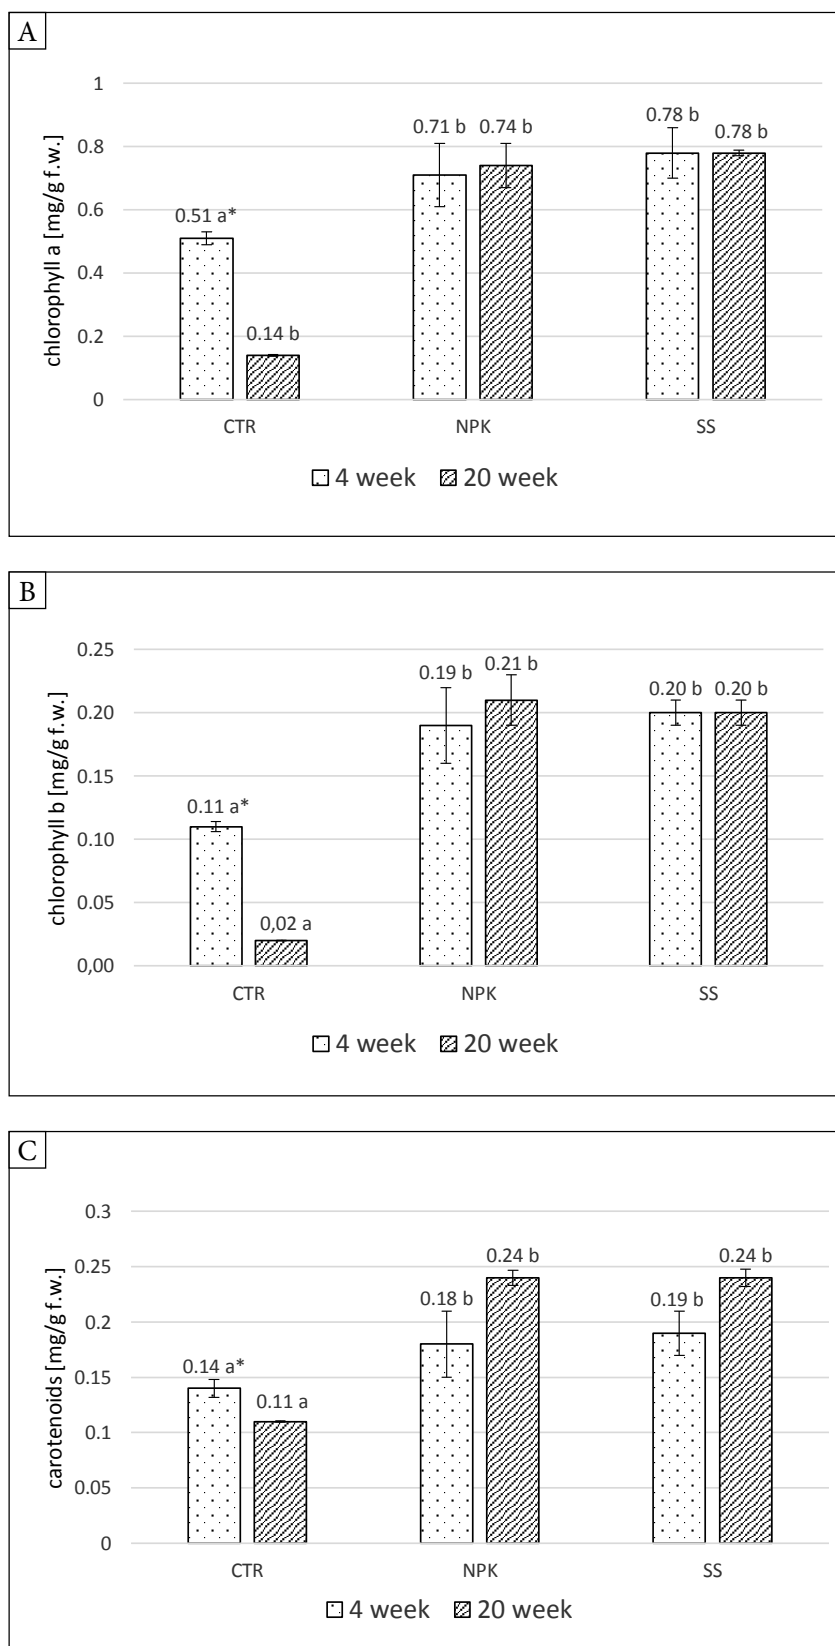 A
chlorophyll a [mg/g f.w.]
1
0.8
0.6
0.4
0.2
0
0.51 a*
0.14 b
0.71 b
0.74 b
0.78 b
0.78 b
CTR NPK SS
4 week 20 week
B
chlorophyll b [mg/g f.w.]
0.25
0.20
0.15
0.10
0.05
0,00
0.11 a*
0,02 a
0.19 b
0.21 b
0.20 b
0.20 b
CTR NPK SS
4 week 20 week
C
carotenoids [mg/g f.w.]
0.3
0.25
0.2
0.15
0.1
0.05
0
0.14 a*
0.11 a
0.18 b
0.24 b
0.19 b
0.24 b
CTR NPK SS
4 week 20 week